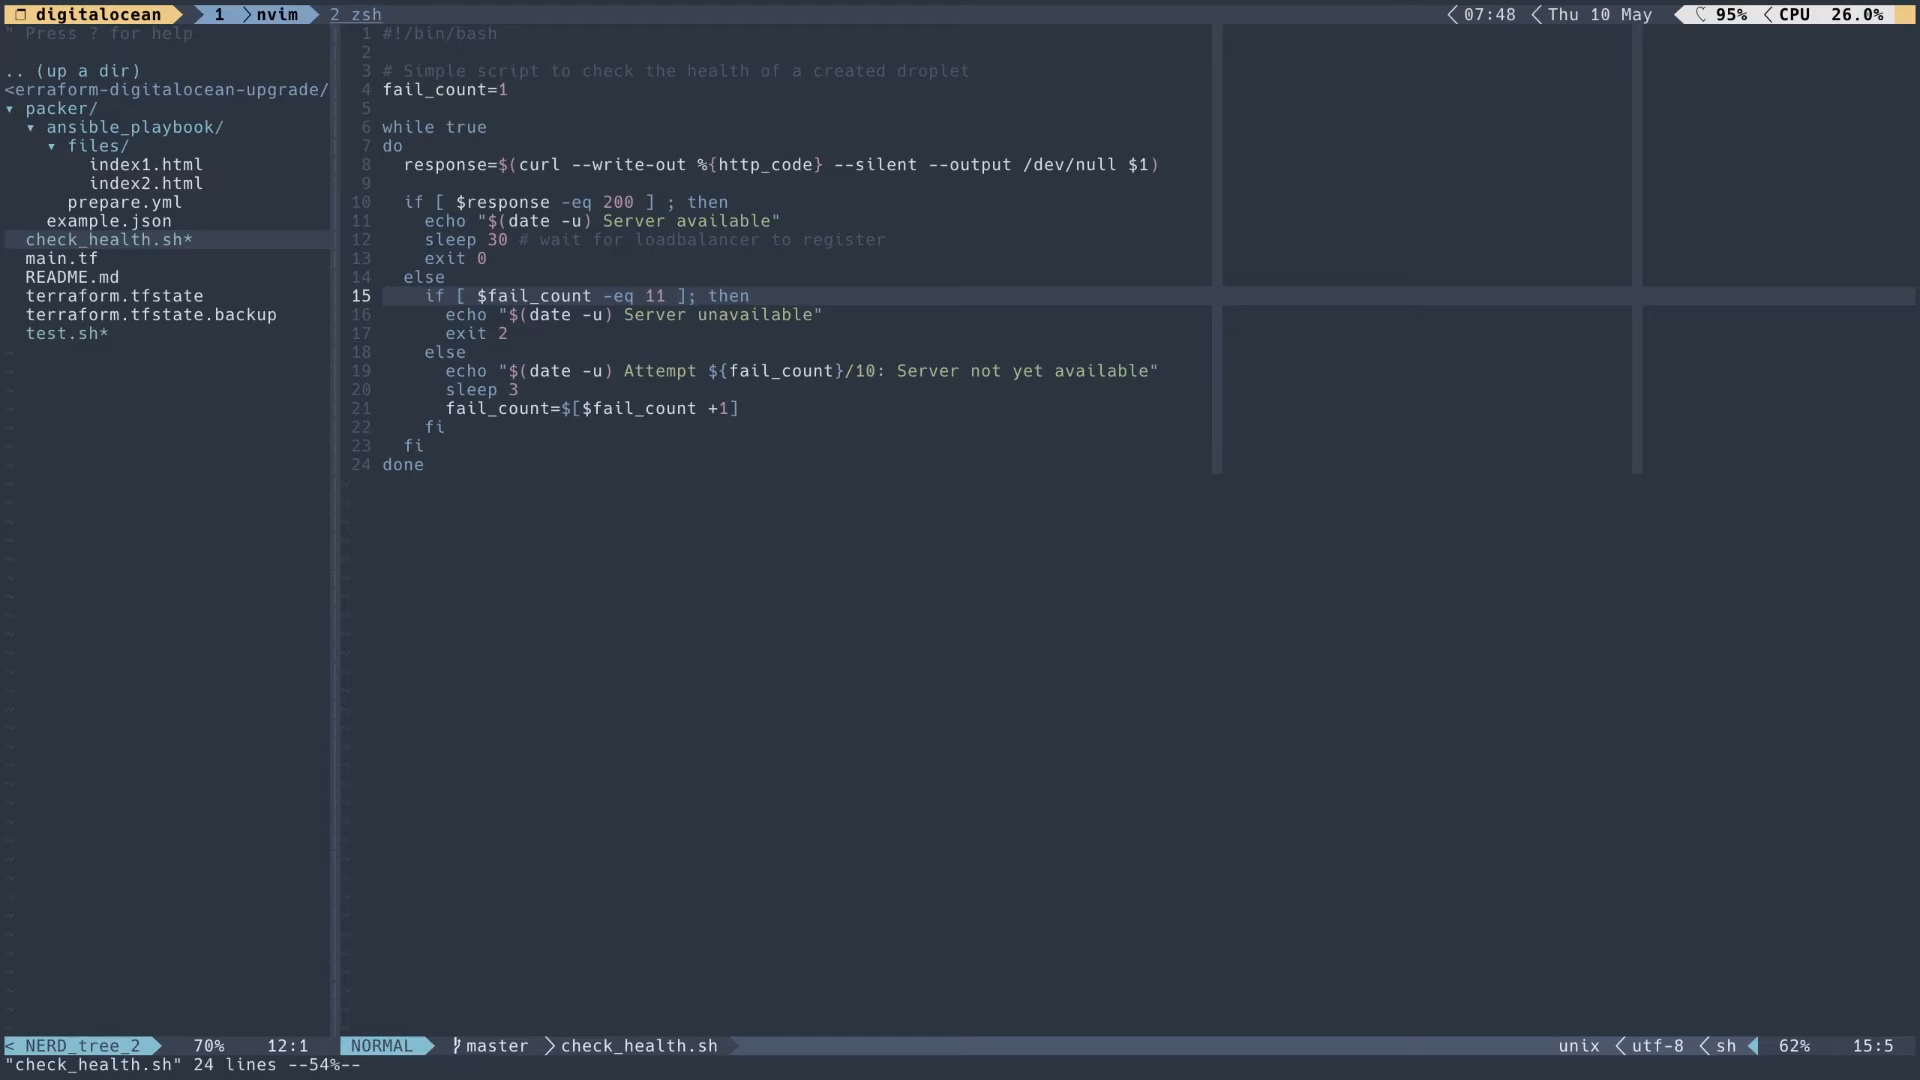 ❐ digitalocean 1 nvim 2 zsh 07:48 Thu 10 May 95% CPU 26.0%
" Press ? for help
.. (up a dir)
<erraform-digitalocean-upgrade/
▾ packer/
▾ ansible_playbook/
▾ files/
index1.html
index2.html
prepare.yml
example.json
check_health.sh*
main.tf
README.md
terraform.tfstate
terraform.tfstate.backup
test.sh*
1 #!/bin/bash
2
3 # Simple script to check the health of a created droplet
4 fail_count=1
5
6 while true
7 do
8   response=$(curl --write-out %{http_code} --silent --output /dev/null $1)
9
10   if [ $response -eq 200 ] ; then
11     echo "$(date -u) Server available"
12     sleep 30 # wait for loadbalancer to register
13     exit 0
14   else
15     if [ $fail_count -eq 11 ]; then
16       echo "$(date -u) Server unavailable"
17       exit 2
18     else
19       echo "$(date -u) Attempt ${fail_count}/10: Server not yet available"
20       sleep 3
21       fail_count=$[$fail_count +1]
22     fi
23   fi
24 done
< NERD_tree_2 70% 12:1 NORMAL master check_health.sh unix utf-8 sh 62% 15:5
"check_health.sh" 24 lines --54%--